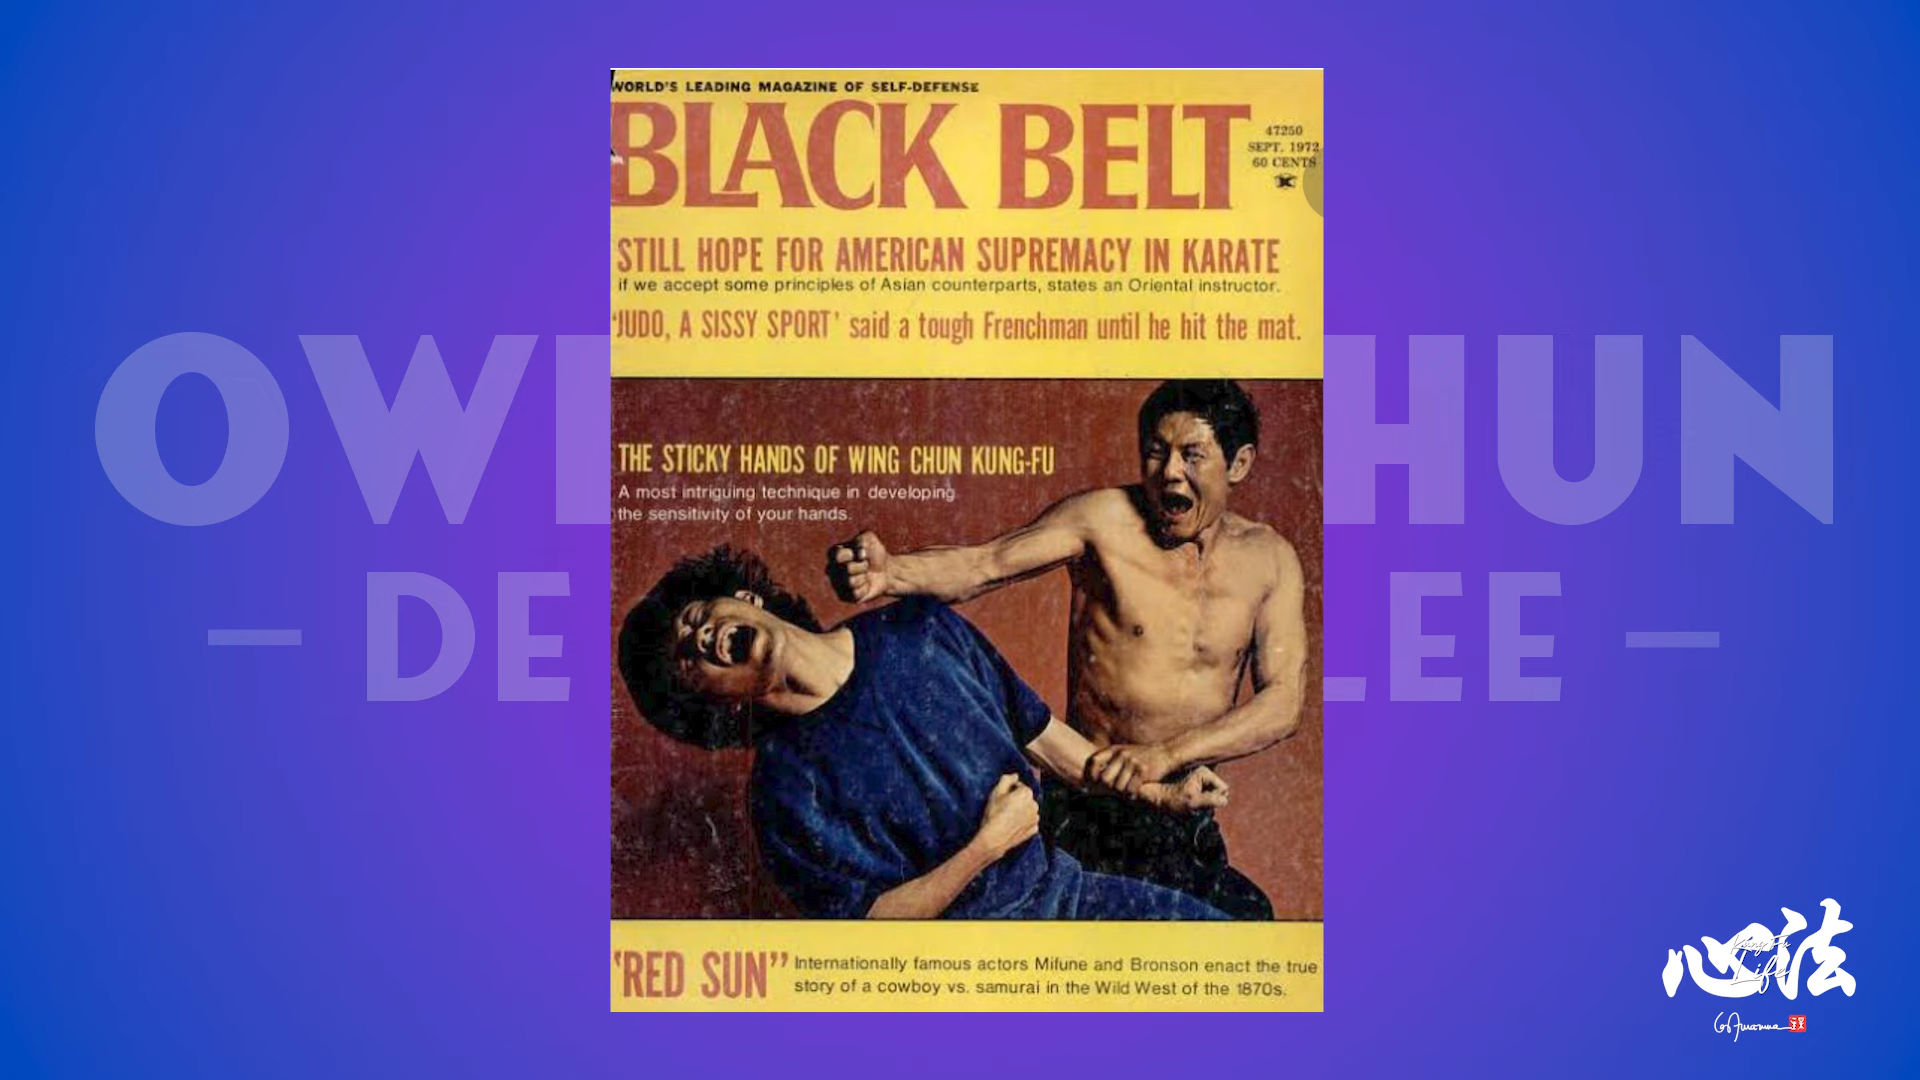 WORLD'S LEADING MAGAZINE OF SELF-DEFENSE
BLACK BELT
47250
SEPT. 1972
60 CENTS
STILL HOPE FOR AMERICAN SUPREMACY IN KARATE
if we accept some principles of Asian counterparts, states an Oriental instructor.
'JUDO, A SISSY SPORT' said a tough Frenchman until he hit the mat.
THE STICKY HANDS OF WING CHUN KUNG-FU
A most intriguing technique in developing
the sensitivity of your hands.
"RED SUN" Internationally famous actors Mifune and Bronson enact the true
story of a cowboy vs. samurai in the Wild West of the 1870s.
HUN
DE LEE
心法
Kung Fu
Life